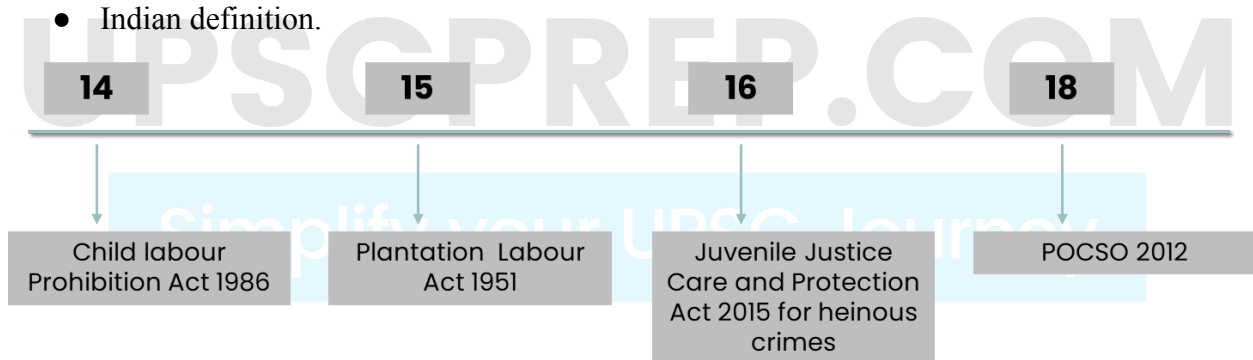 ● Indian definition.
UPSCPREP.COM
14 15 16 18
Simplify your UPSC Journey
Child labour
Prohibition Act 1986
Plantation Labour
Act 1951
Juvenile Justice
Care and Protection
Act 2015 for heinous
crimes
POCSO 2012